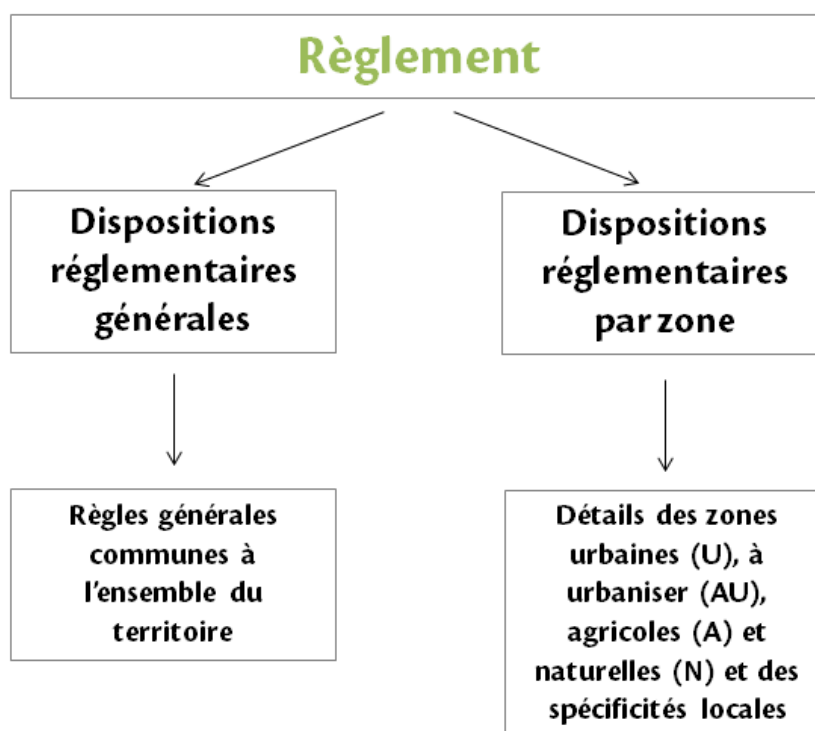 Règlement
Dispositions
réglementaires
générales
Dispositions
réglementaires
par zone
Règles générales
communes à
l'ensemble du
territoire
Détails des zones
urbaines (U), à
urbaniser (AU),
agricoles (A) et
naturelles (N) et des
spécificités locales